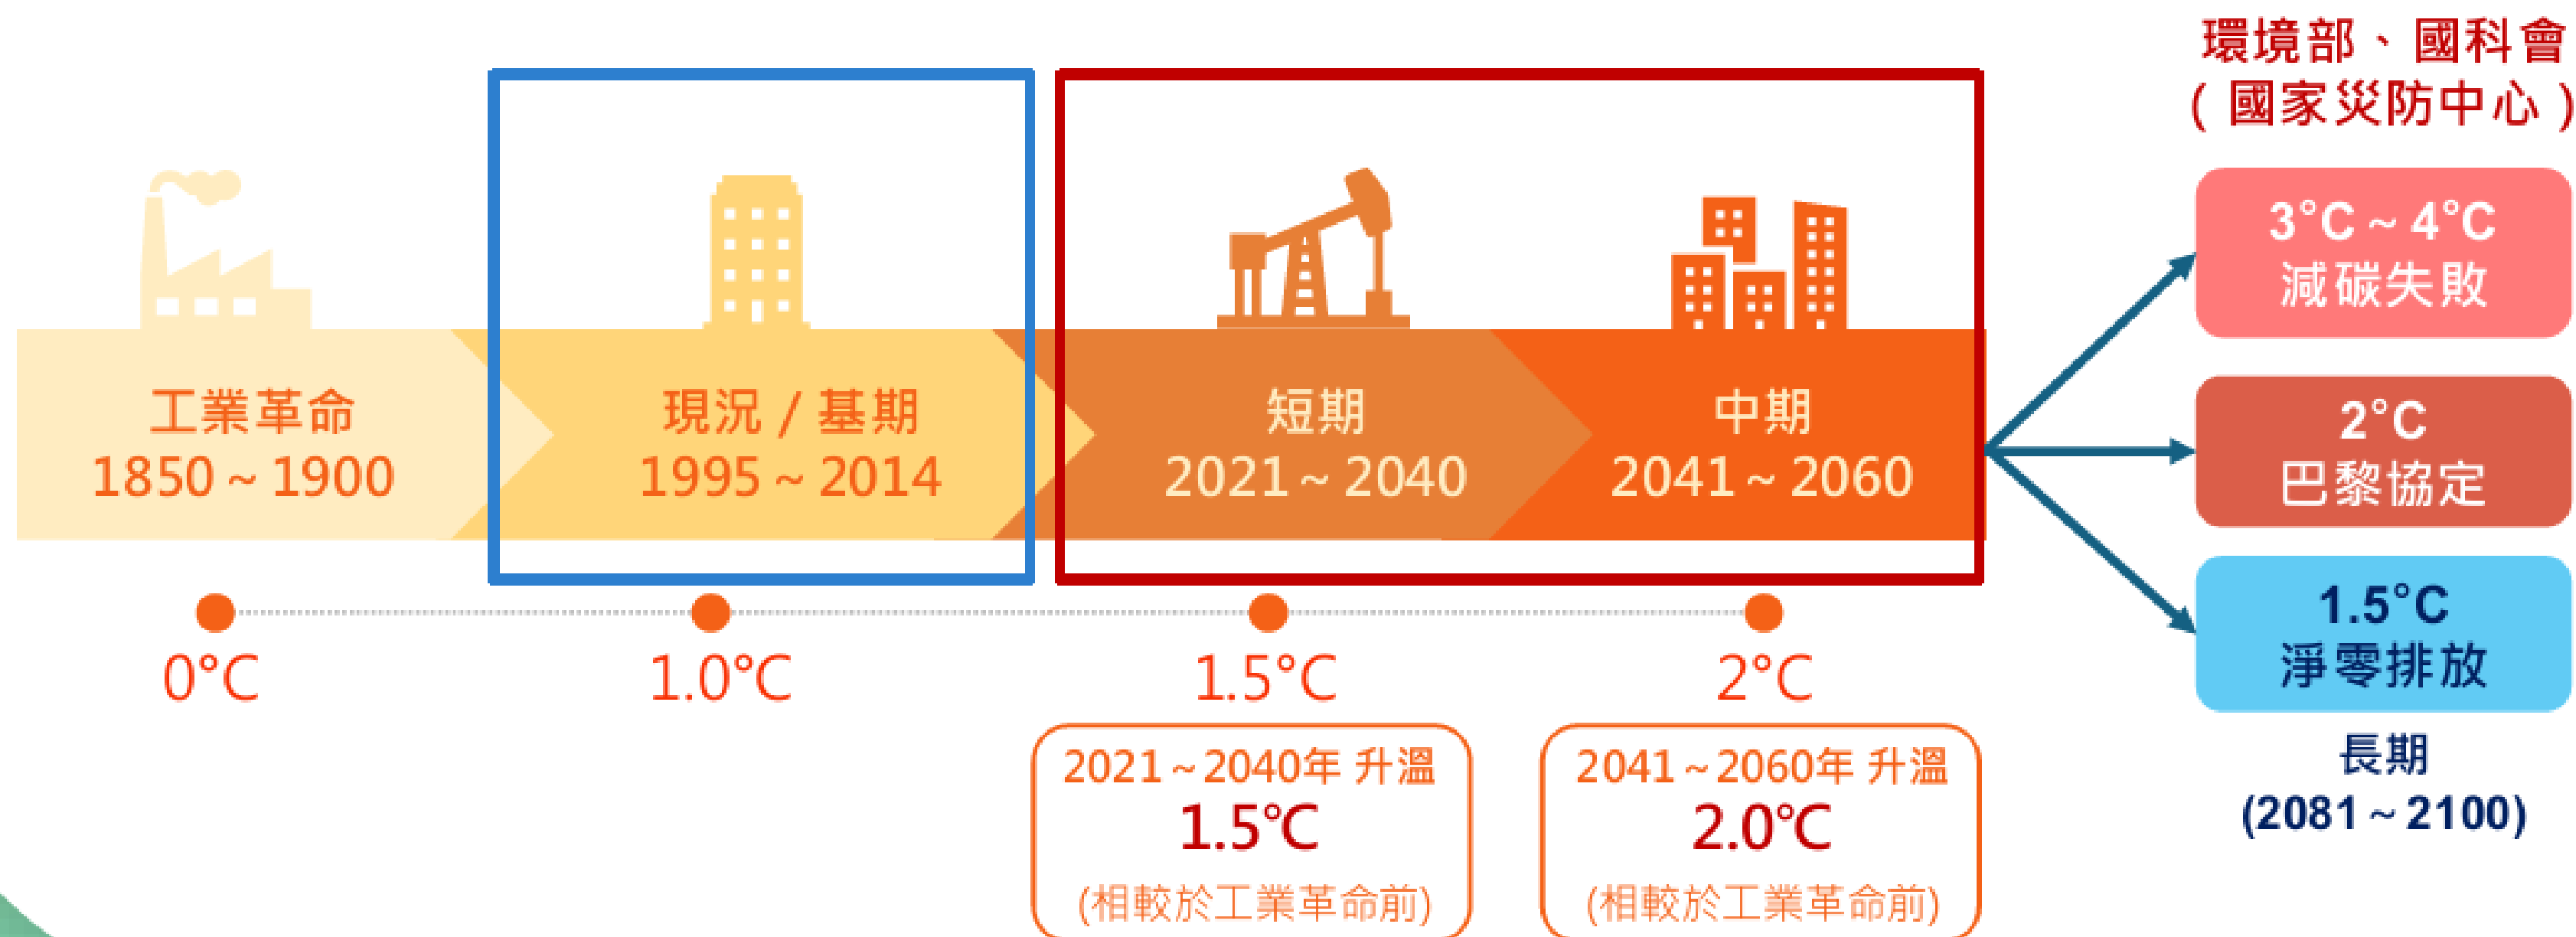 環境部、國科會
(國家災防中心)
工業革命
1850～1900
現況 / 基期
1995～2014
短期
2021～2040
中期
2041～2060
0°C
1.0°C
1.5°C
2°C
2021～2040年 升溫
1.5℃
(相較於工業革命前)
2041～2060年 升溫
2.0℃
(相較於工業革命前)
3°C～4°C
減碳失敗
2°C
巴黎協定
1.5°C
淨零排放
長期
(2081～2100)